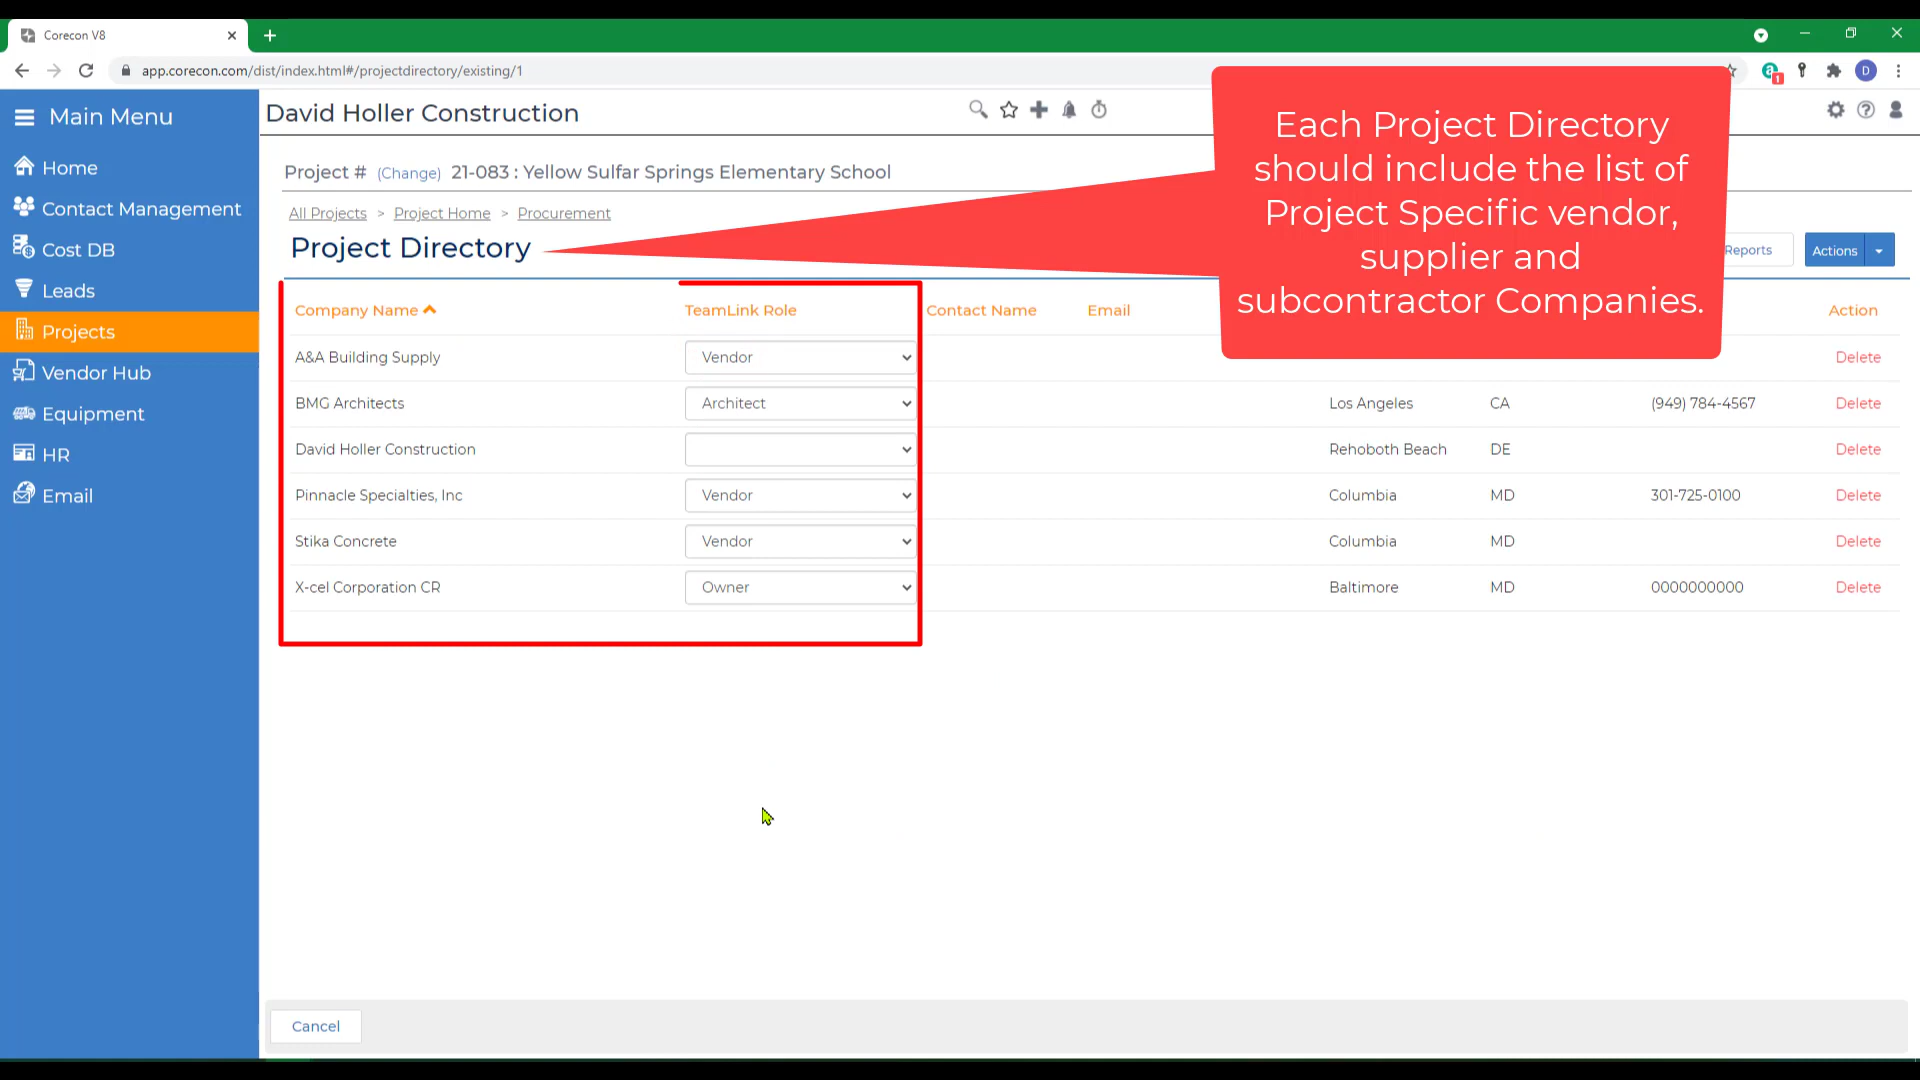 Corecon V8
app.corecon.com/dist/index.html#/projectdirectory/existing/1
D
1
Main Menu
David Holler Construction
Home
Contact Management
Cost DB
Leads
Projects
Vendor Hub
Equipment
HR
Email
Project # (Change) 21-083 : Yellow Sulfar Springs Elementary School
All Projects > Project Home > Procurement
Project Directory
Reports
Actions
Each Project Directory
should include the list of
Project Specific vendor,
supplier and
subcontractor Companies.
Company Name TeamLink Role Contact Name Email Action
A&A Building Supply Vendor Delete
BMG Architects Architect Los Angeles CA (949) 784-4567 Delete
David Holler Construction Rehoboth Beach DE Delete
Pinnacle Specialties, Inc Vendor Columbia MD 301-725-0100 Delete
Stika Concrete Vendor Columbia MD Delete
X-cel Corporation CR Owner Baltimore MD 0000000000 Delete
Cancel